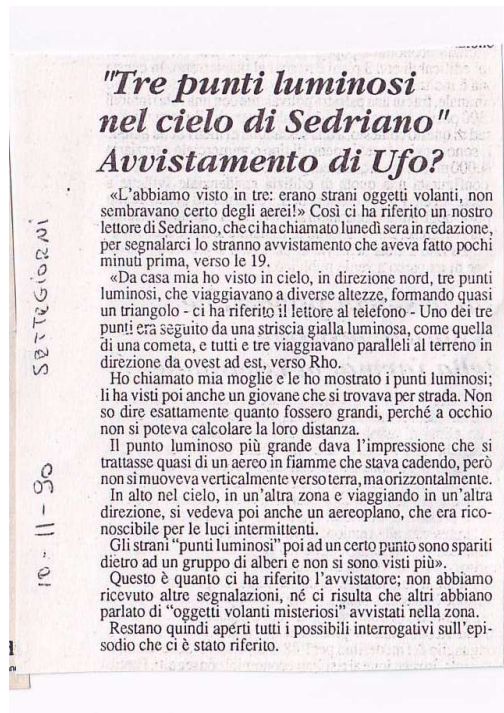 "Tre punti luminosi
nel cielo di Sedriano"
Avvistamento di Ufo?
«L'abbiamo visto in tre: erano strani oggetti volanti, non
sembravano certo degli aerei!» Così ci ha riferito un nostro
lettore di Sedriano, che ci ha chiamato lunedì sera in redazione,
per segnalarci lo stranno avvistamento che aveva fatto pochi
minuti prima, verso le 19.
«Da casa mia ho visto in cielo, in direzione nord, tre punti
luminosi, che viaggiavano a diverse altezze, formando quasi
un triangolo - ci ha riferito il lettore al telefono - Uno dei tre
punti era seguito da una striscia gialla luminosa, come quella
di una cometa, e tutti e tre viaggiavano paralleli al terreno in
direzione da ovest ad est, verso Rho.
Ho chiamato mia moglie e le ho mostrato i punti luminosi;
li ha visti poi anche un giovane che si trovava per strada. Non
so dire esattamente quanto fossero grandi, perché a occhio
non si poteva calcolare la loro distanza.
Il punto luminoso più grande dava l'impressione che si
trattasse quasi di un aereo in fiamme che stava cadendo, però
non si muoveva verticalmente verso terra, ma orizzontalmente.
In alto nel cielo, in un'altra zona e viaggiando in un'altra
direzione, si vedeva poi anche un aereoplano, che era rico-
noscibile per le luci intermittenti.
Gli strani "punti luminosi" poi ad un certo punto sono spariti
dietro ad un gruppo di alberi e non si sono visti più».
Questo è quanto ci ha riferito l'avvistatore; non abbiamo
ricevuto altre segnalazioni, né ci risulta che altri abbiano
parlato di "oggetti volanti misteriosi" avvistati nella zona.
Restano quindi aperti tutti i possibili interrogativi sull'epi-
sodio che ci è stato riferito.
SETTEGIORNI
10-11-90